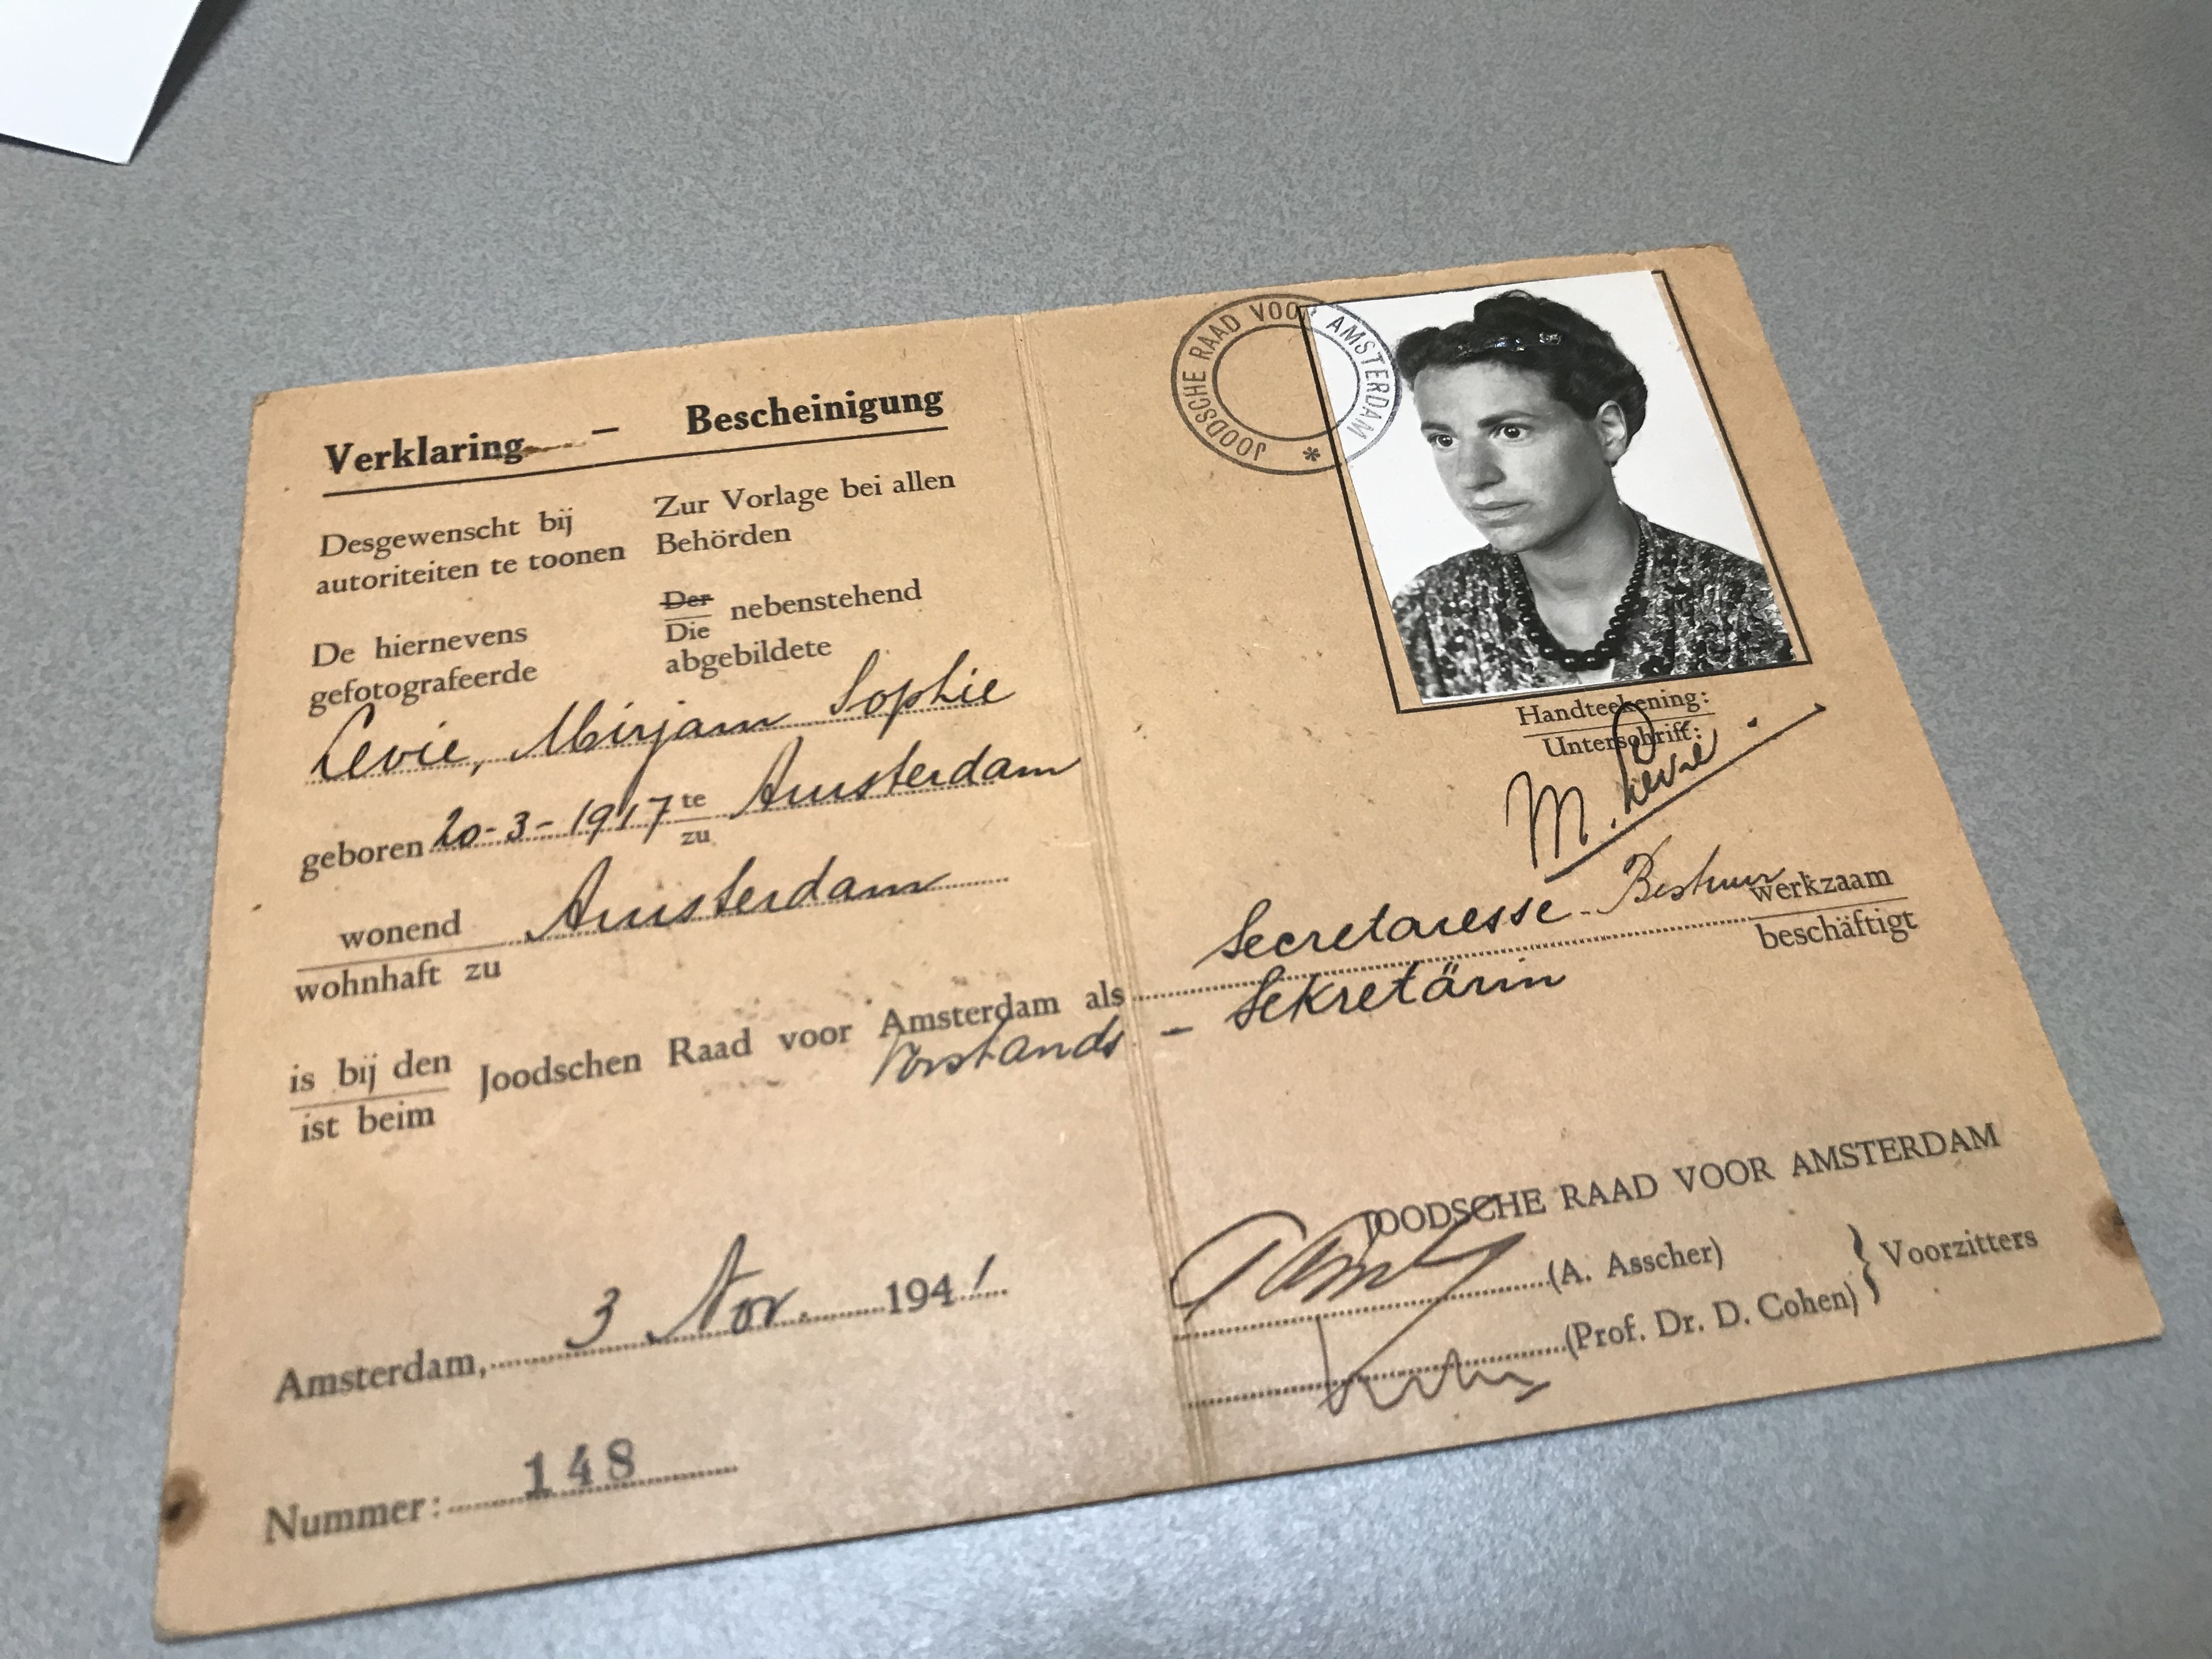 Verklaring – Bescheinigung
Desgewenscht bij
autoriteiten te toonen
Zur Vorlage bei allen
Behörden
De hiernevens
gefotografeerde
Der
Die nebenstehend
abgebildete
Levie, Mirjam Sophie
geboren 20-3-1917 te Amsterdam
zu
wonend Amsterdam
wohnhaft zu
is bij den Joodschen Raad voor Amsterdam als
ist beim
Amsterdam, 3 Nov. 1941
Nummer: 148
JOODSCHE RAAD VOOR AMSTERDAM *
Handteekening:
Unterschrift:
M. Levie.
Secretaresse - Bestuur werkzaam
beschäftigt
Vorstands - Sekretärin
JOODSCHE RAAD VOOR AMSTERDAM
(A. Asscher)
(Prof. Dr. D. Cohen) } Voorzitters